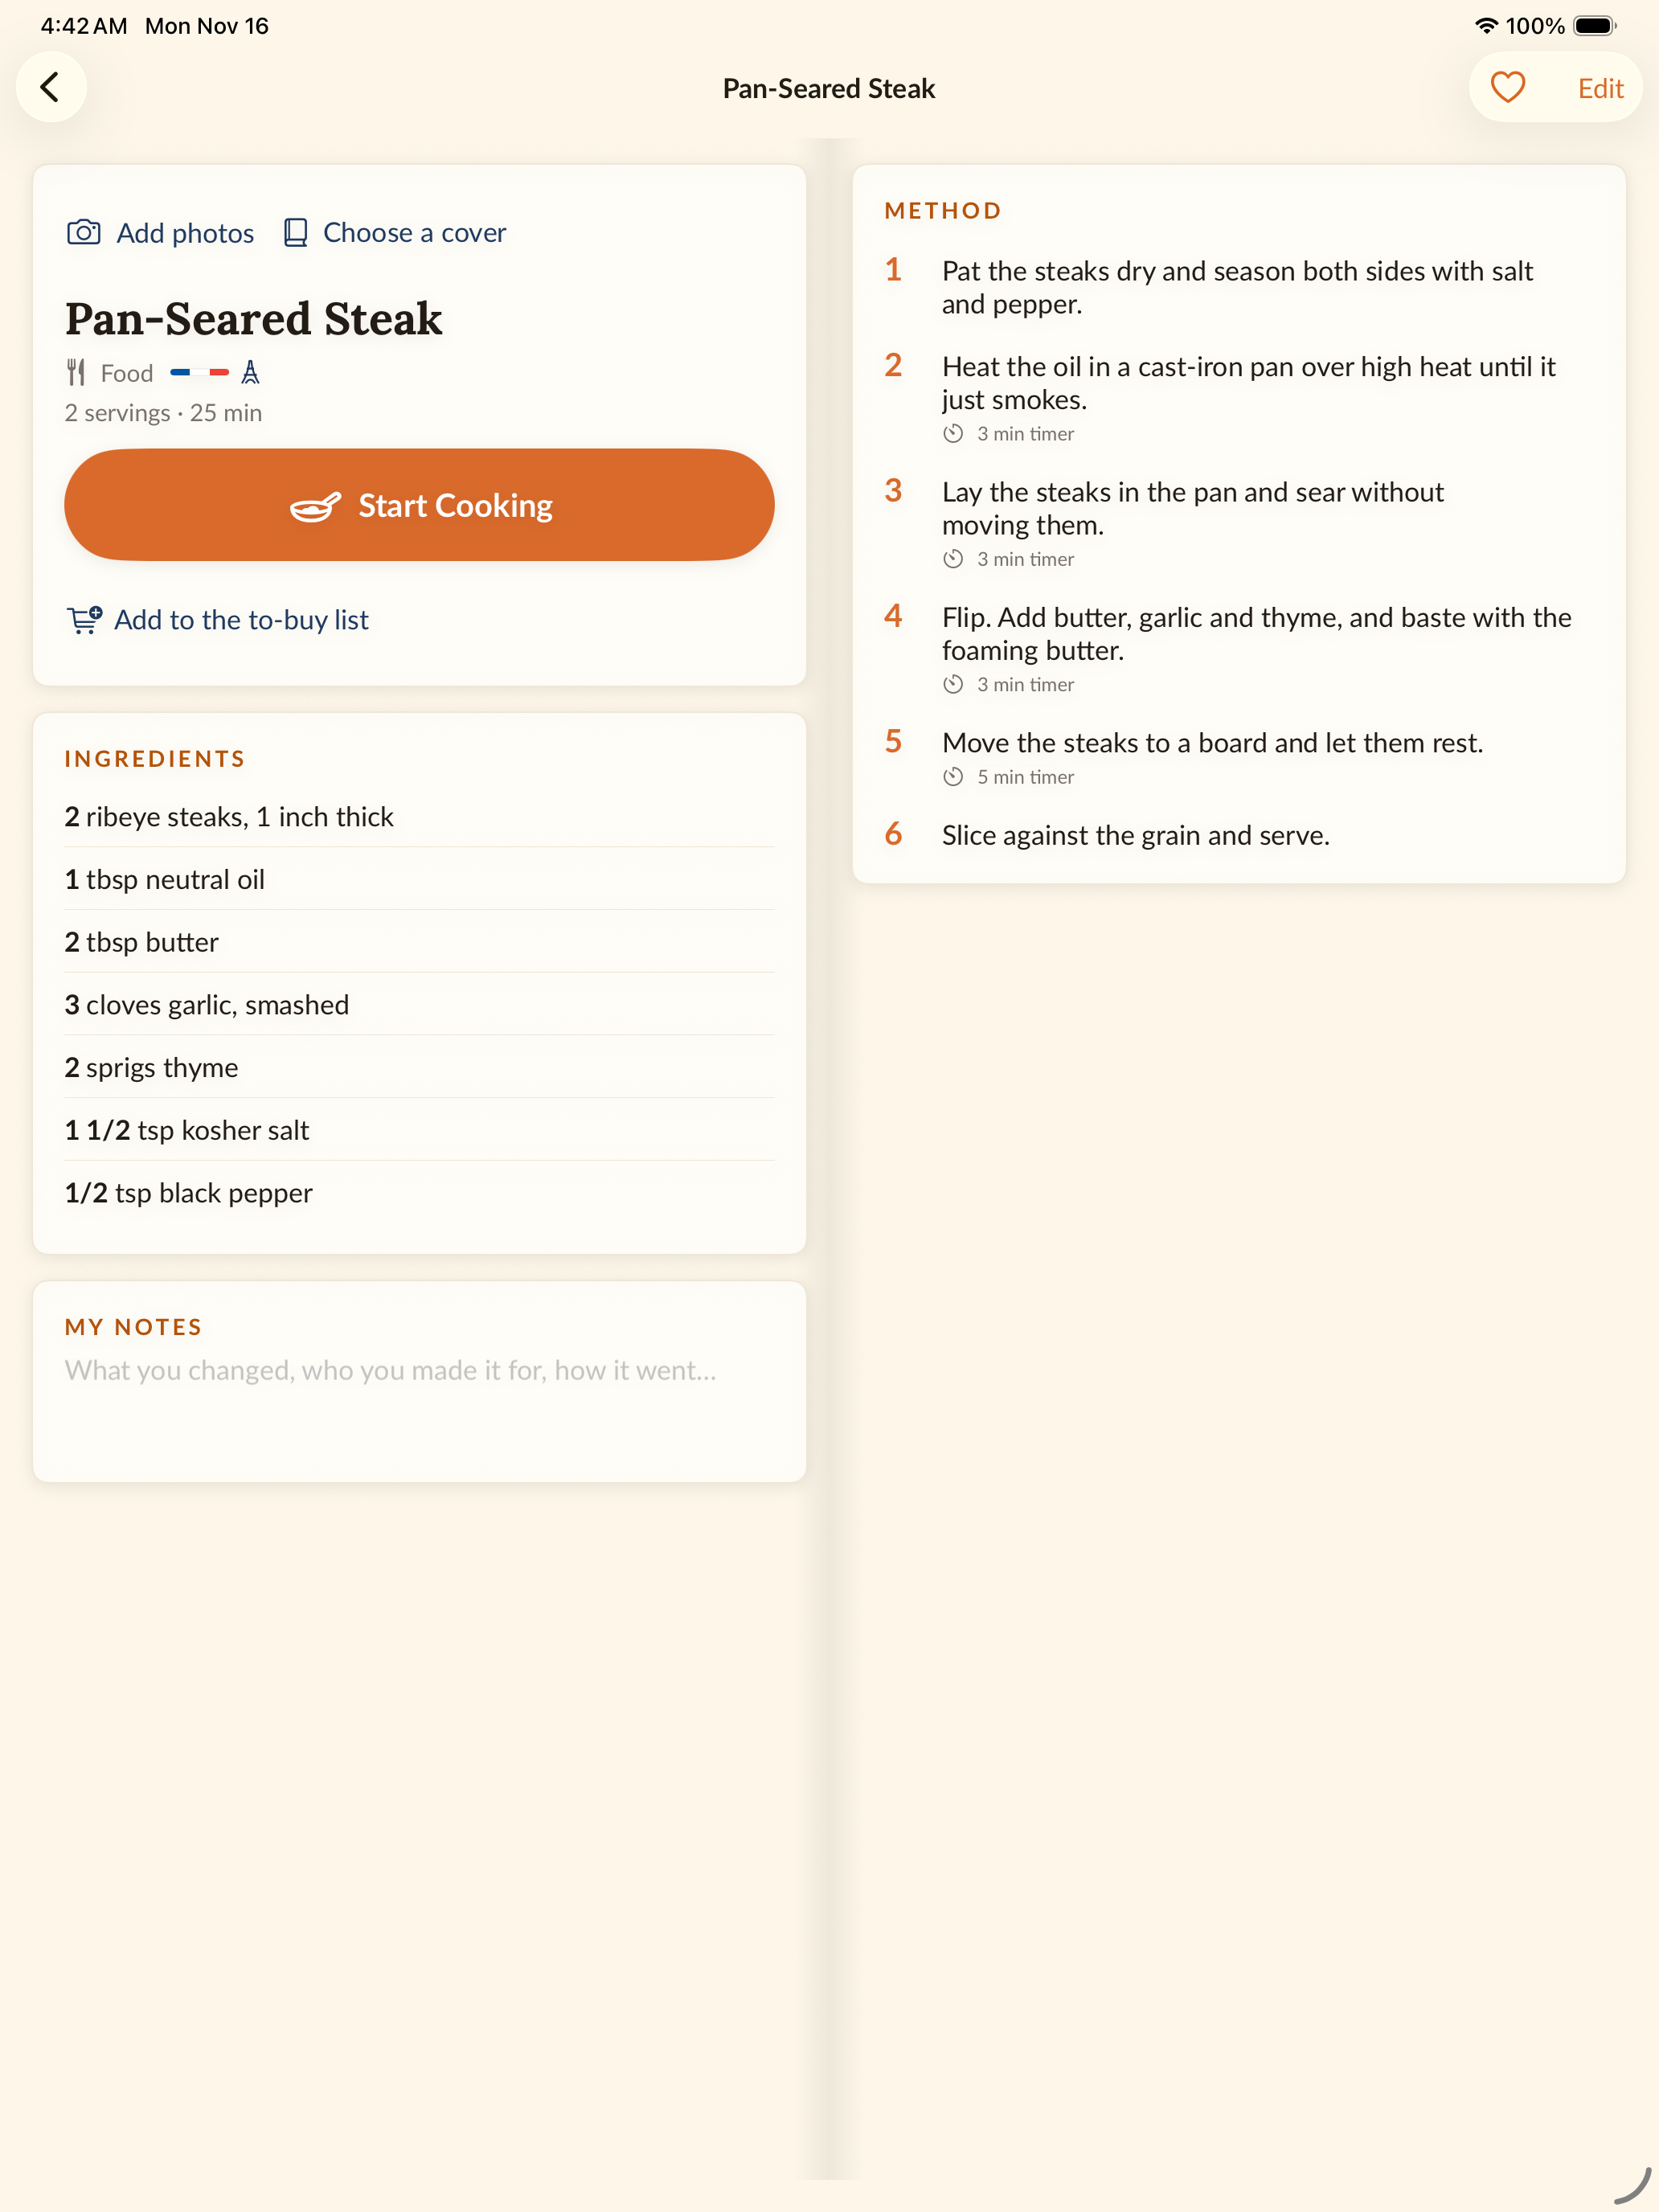 4:42 AM Mon Nov 16
100%
Pan-Seared Steak
Edit
Add photos
Choose a cover
Pan-Seared Steak
Food
2 servings · 25 min
Start Cooking
Add to the to-buy list
INGREDIENTS
2 ribeye steaks, 1 inch thick
1 tbsp neutral oil
2 tbsp butter
3 cloves garlic, smashed
2 sprigs thyme
1 1/2 tsp kosher salt
1/2 tsp black pepper
MY NOTES
What you changed, who you made it for, how it went...
METHOD
1 Pat the steaks dry and season both sides with salt
and pepper.
2 Heat the oil in a cast-iron pan over high heat until it
just smokes.
3 min timer
3 Lay the steaks in the pan and sear without
moving them.
3 min timer
4 Flip. Add butter, garlic and thyme, and baste with the
foaming butter.
3 min timer
5 Move the steaks to a board and let them rest.
5 min timer
6 Slice against the grain and serve.